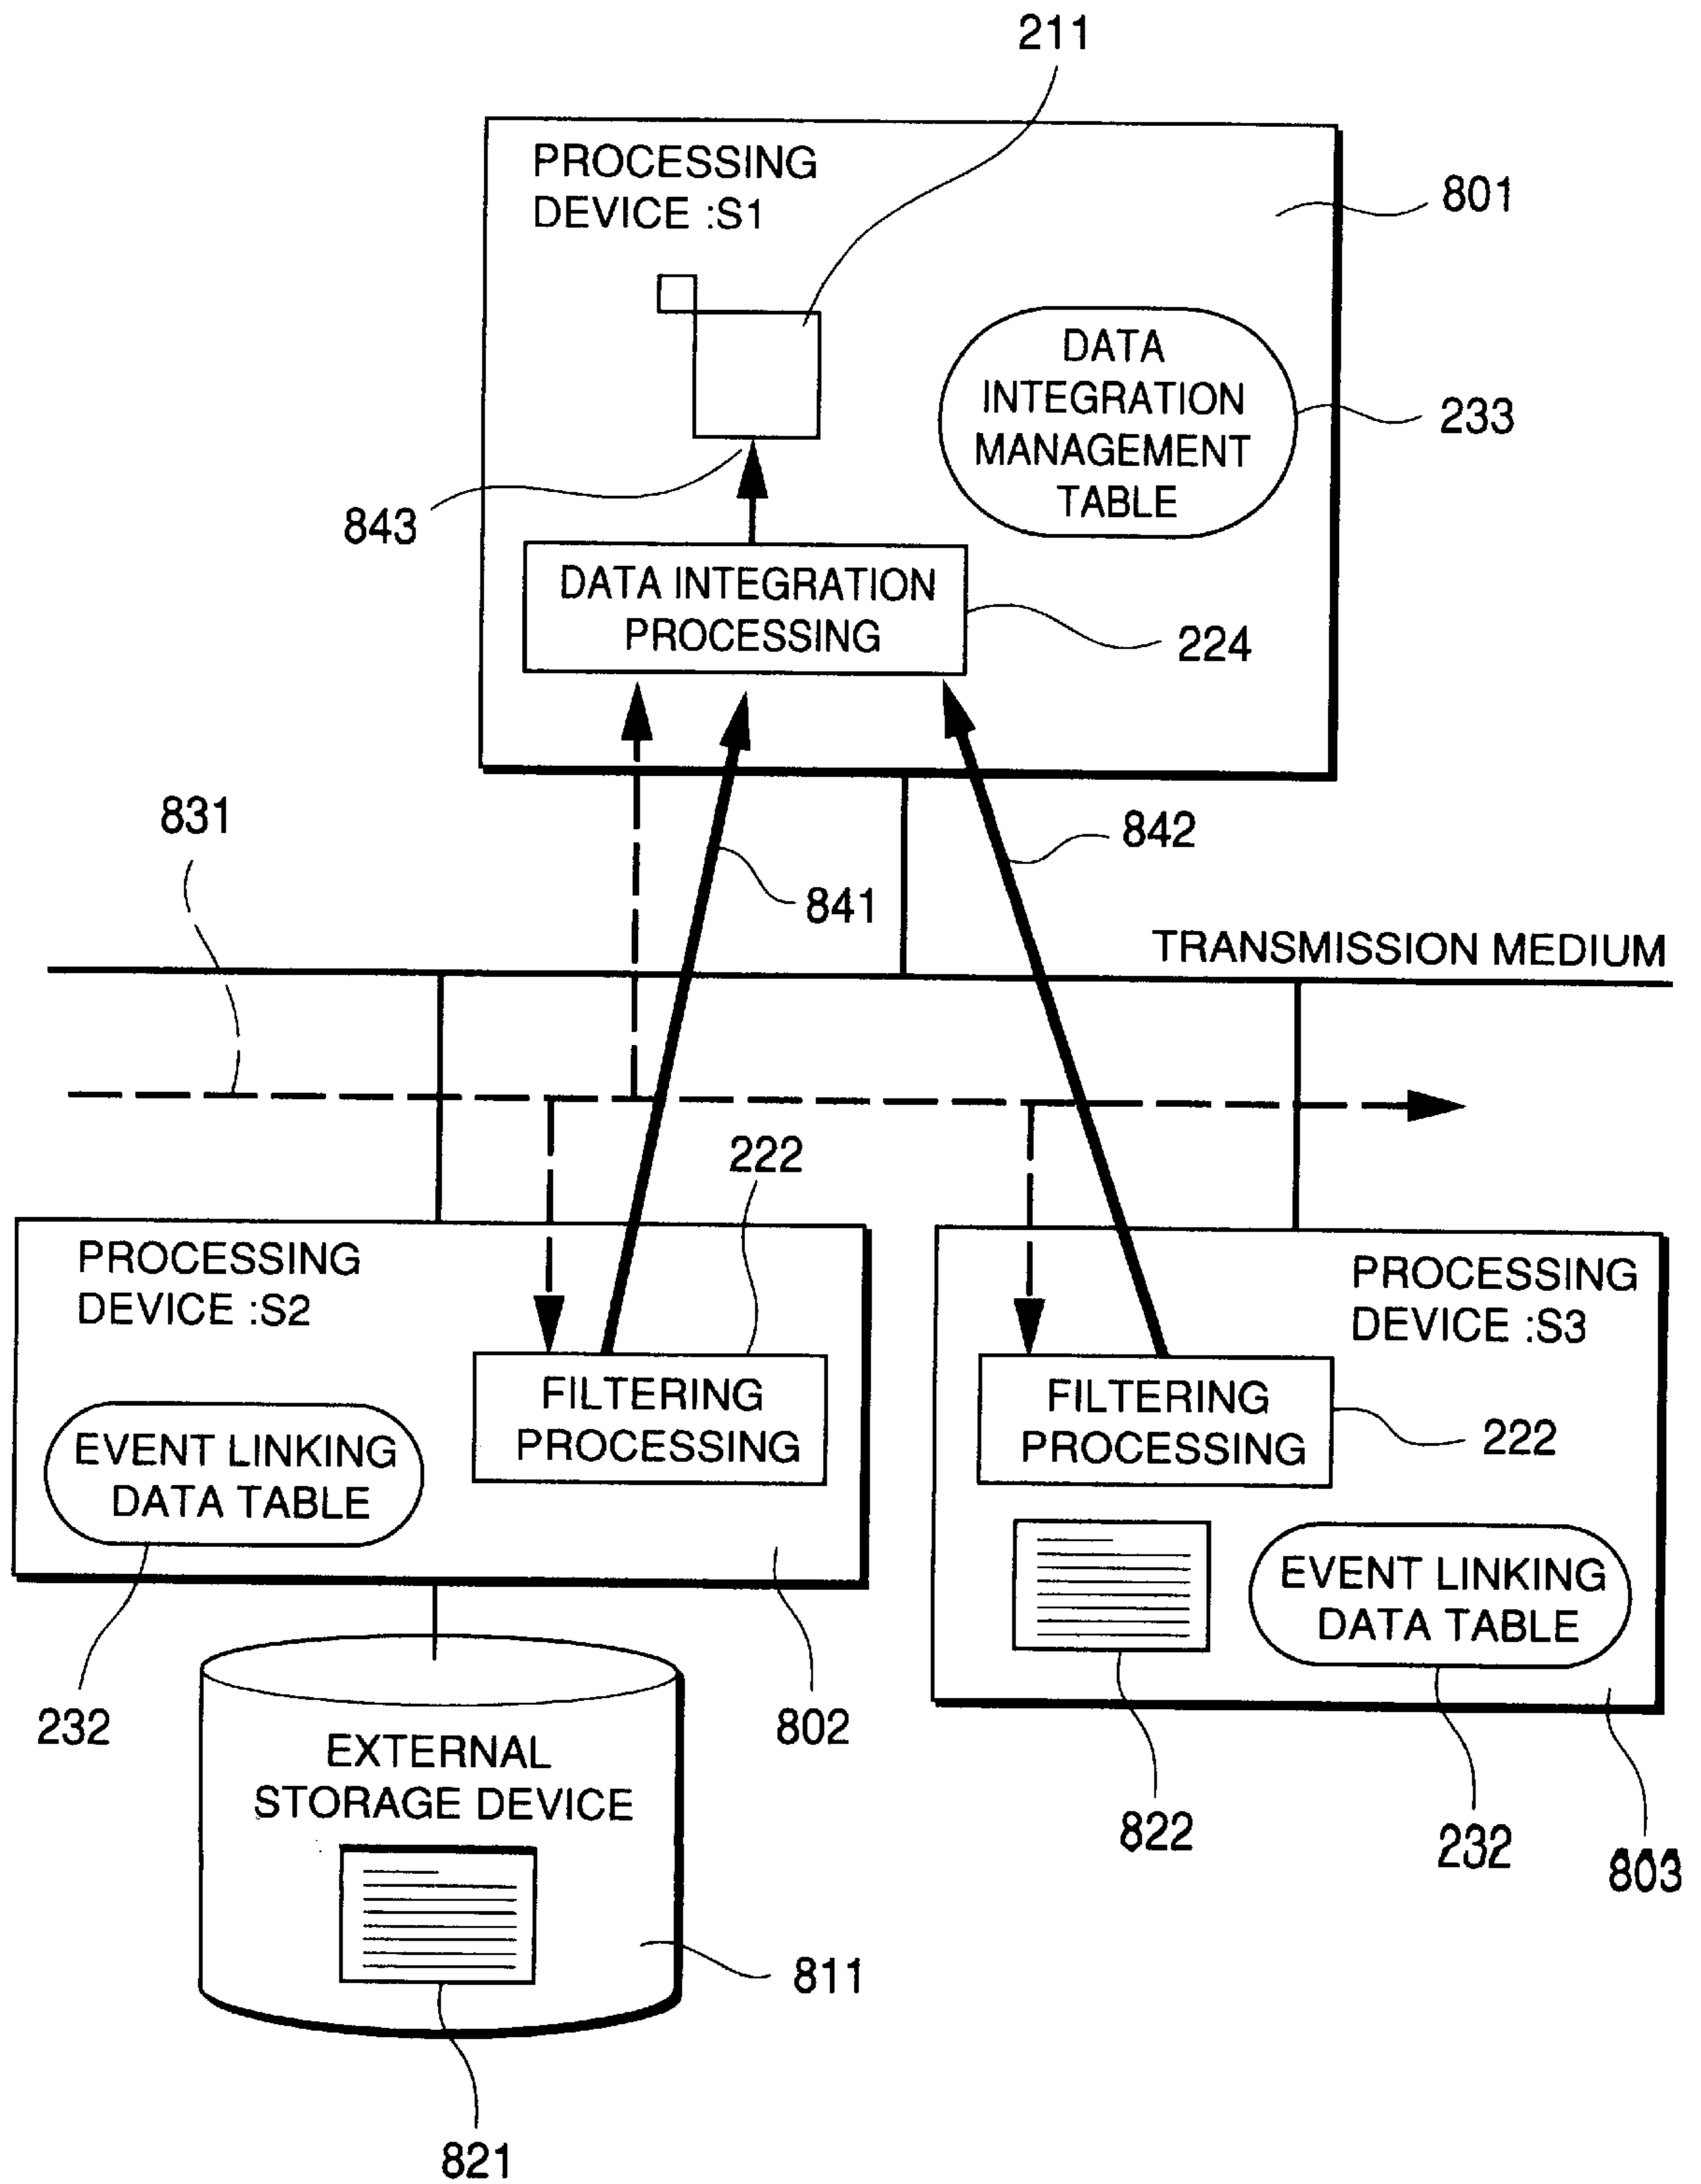 211
PROCESSING
DEVICE :S1
801
DATA
INTEGRATION
MANAGEMENT
TABLE
233
843
DATA INTEGRATION
PROCESSING
224
831
842
841
TRANSMISSION MEDIUM
222
PROCESSING
DEVICE :S2
PROCESSING
DEVICE :S3
FILTERING
PROCESSING
FILTERING
PROCESSING
222
EVENT LINKING
DATA TABLE
EVENT LINKING
DATA TABLE
232
802
EXTERNAL
STORAGE DEVICE
822
232
803
811
821